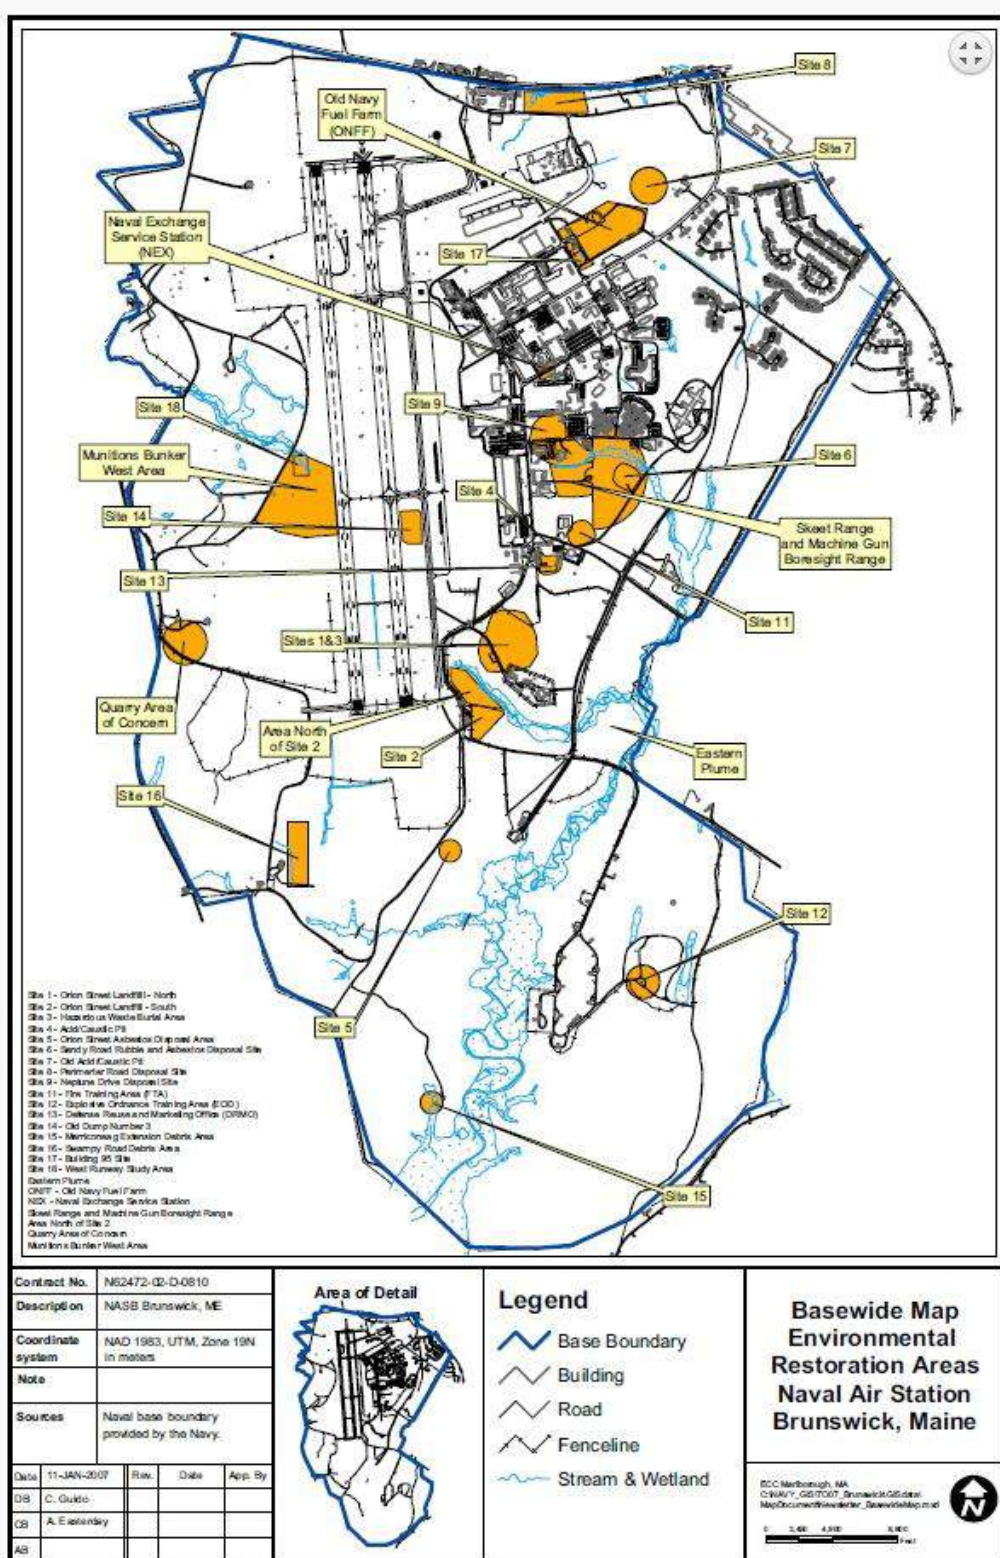 Site 8
Old Navy
Fuel Farm
(ONFF)
Site 7
Naval Exchange
Service Station
(NEX)
Site 17
Site 18
Site 9
Munitions Bunker
West Area
Site 6
Site 4
Site 14
Skeet Range
and Machine Gun
Boresight Range
Site 13
Site 11
Sites 1&3
Quarry Area
of Concern
Area North
of Site 2
Site 2
Eastern
Plume
Site 16
Site 12
Site 5
Site 15
Site 1 - Orion Street Landfill - North
Site 2 - Orion Street Landfill - South
Site 3 - Hazardous Waste Burial Area
Site 4 - Acid/Caustic Pit
Site 5 - Orion Street Asbestos Disposal Area
Site 6 - Sandy Road Rubble and Asbestos Disposal Site
Site 7 - Old Acid/Caustic Pit
Site 8 - Perimeter Road Disposal Site
Site 9 - Neptune Drive Disposal Site
Site 11 - Fire Training Area (FTA)
Site 12 - Explosive Ordnance Training Area (EOD)
Site 13 - Defense Reuse and Marketing Office (DRMO)
Site 14 - Old Dump Number 3
Site 15 - Merriconeag Extension Debris Area
Site 16 - Swampy Road Debris Area
Site 17 - Building 95 Site
Site 18 - West Runway Study Area
Eastern Plume
ONFF - Old Navy Fuel Farm
NEX - Naval Exchange Service Station
Skeet Range and Machine Gun Boresight Range
Area North of Site 2
Quarry Area of Concern
Munitions Bunker West Area
Contract No. N62472-02-D-0810
Description NASB Brunswick, ME
Coordinate system NAD 1983, UTM, Zone 19N
in meters
Note
Sources Naval base boundary
provided by the Navy.
Date 11-JAN-2007 Rev. Date App. By
DB C. Guido
CB A. Easterday
AB
Area of Detail
Legend
Base Boundary
Building
Road
Fenceline
Stream & Wetland
Basewide Map
Environmental
Restoration Areas
Naval Air Station
Brunswick, Maine
ECC Marlborough, MA
N
0
Feet